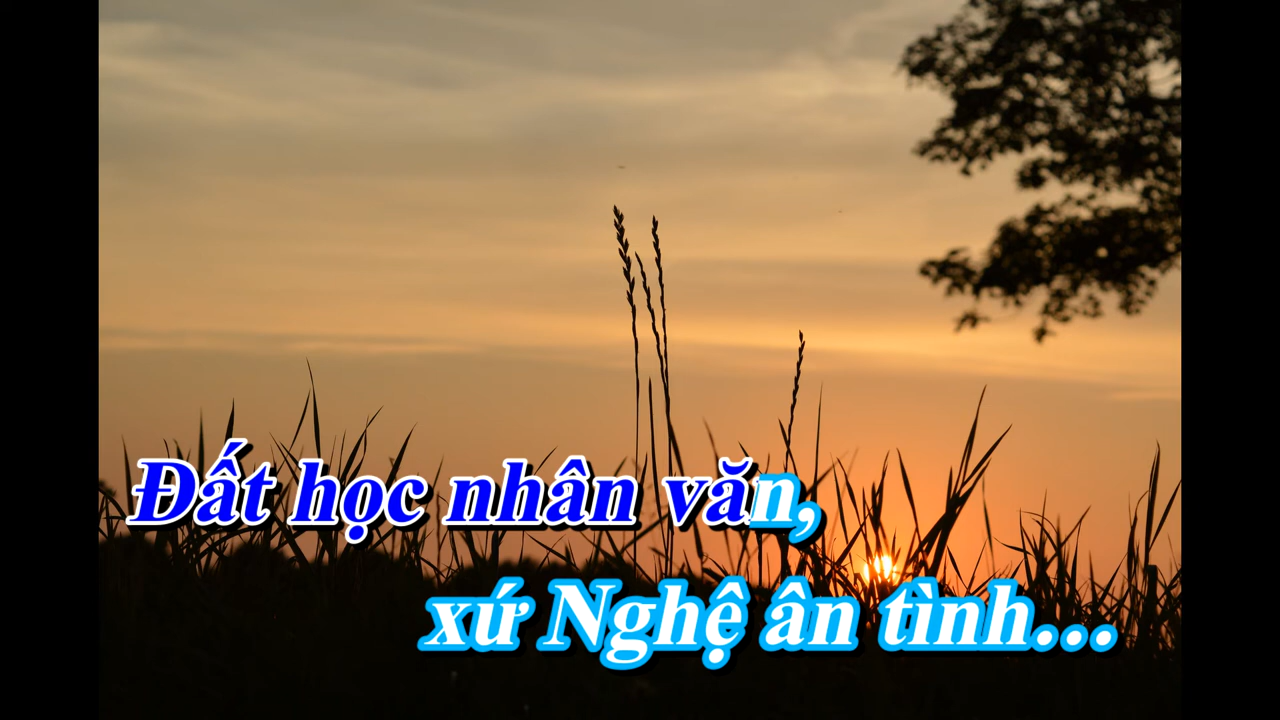 Đất học nhân văn,
xứ Nghệ ân tình...